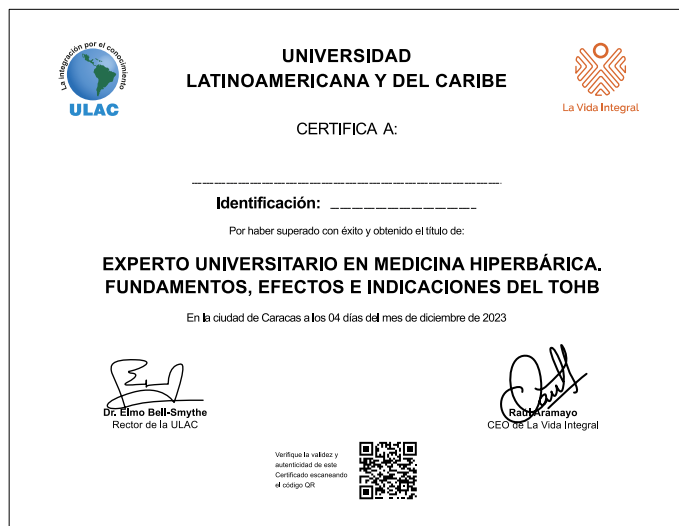 La integración por el conocimiento
ULAC
UNIVERSIDAD
LATINOAMERICANA Y DEL CARIBE
La Vida Integral
CERTIFICA A:
Identificación:
Por haber superado con éxito y obtenido el título de:
EXPERTO UNIVERSITARIO EN MEDICINA HIPERBÁRICA.
FUNDAMENTOS, EFECTOS E INDICACIONES DEL TOHB
En la ciudad de Caracas a los 04 días del mes de diciembre de 2023
Dr. Elmo Bell-Smythe
Rector de la ULAC
Raúl Aramayo
CEO de La Vida Integral
Verifique la validez y
autenticidad de este
Certificado escaneando
el código QR